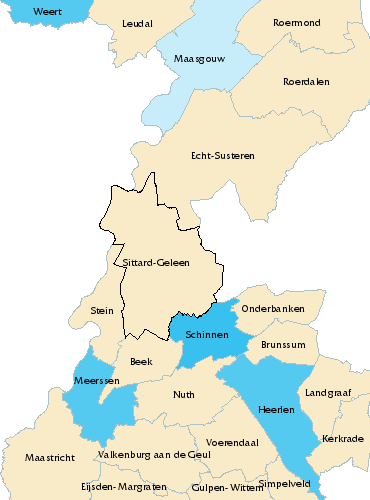 Weert
Leudal
Roermond
Maasgouw
Roerdalen
Echt-Susteren
Sittard-Geleen
Stein
Onderbanken
Schinnen
Brunssum
Beek
Meerssen
Nuth
Landgraaf
Heerlen
Kerkrade
Voerendaal
Maastricht
Valkenburg aan de Geul
Eijsden- Margraten
Gulpen- Wittem
Simpelveld